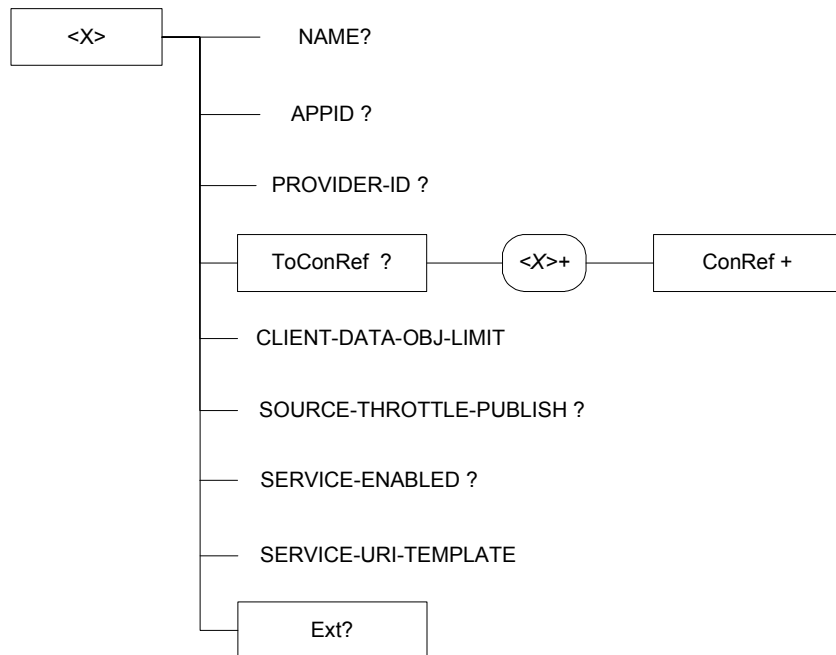 <X>
NAME?
APPID ?
PROVIDER-ID ?
ToConRef ?
<X>+
ConRef +
CLIENT-DATA-OBJ-LIMIT
SOURCE-THROTTLE-PUBLISH ?
SERVICE-ENABLED ?
SERVICE-URI-TEMPLATE
Ext?